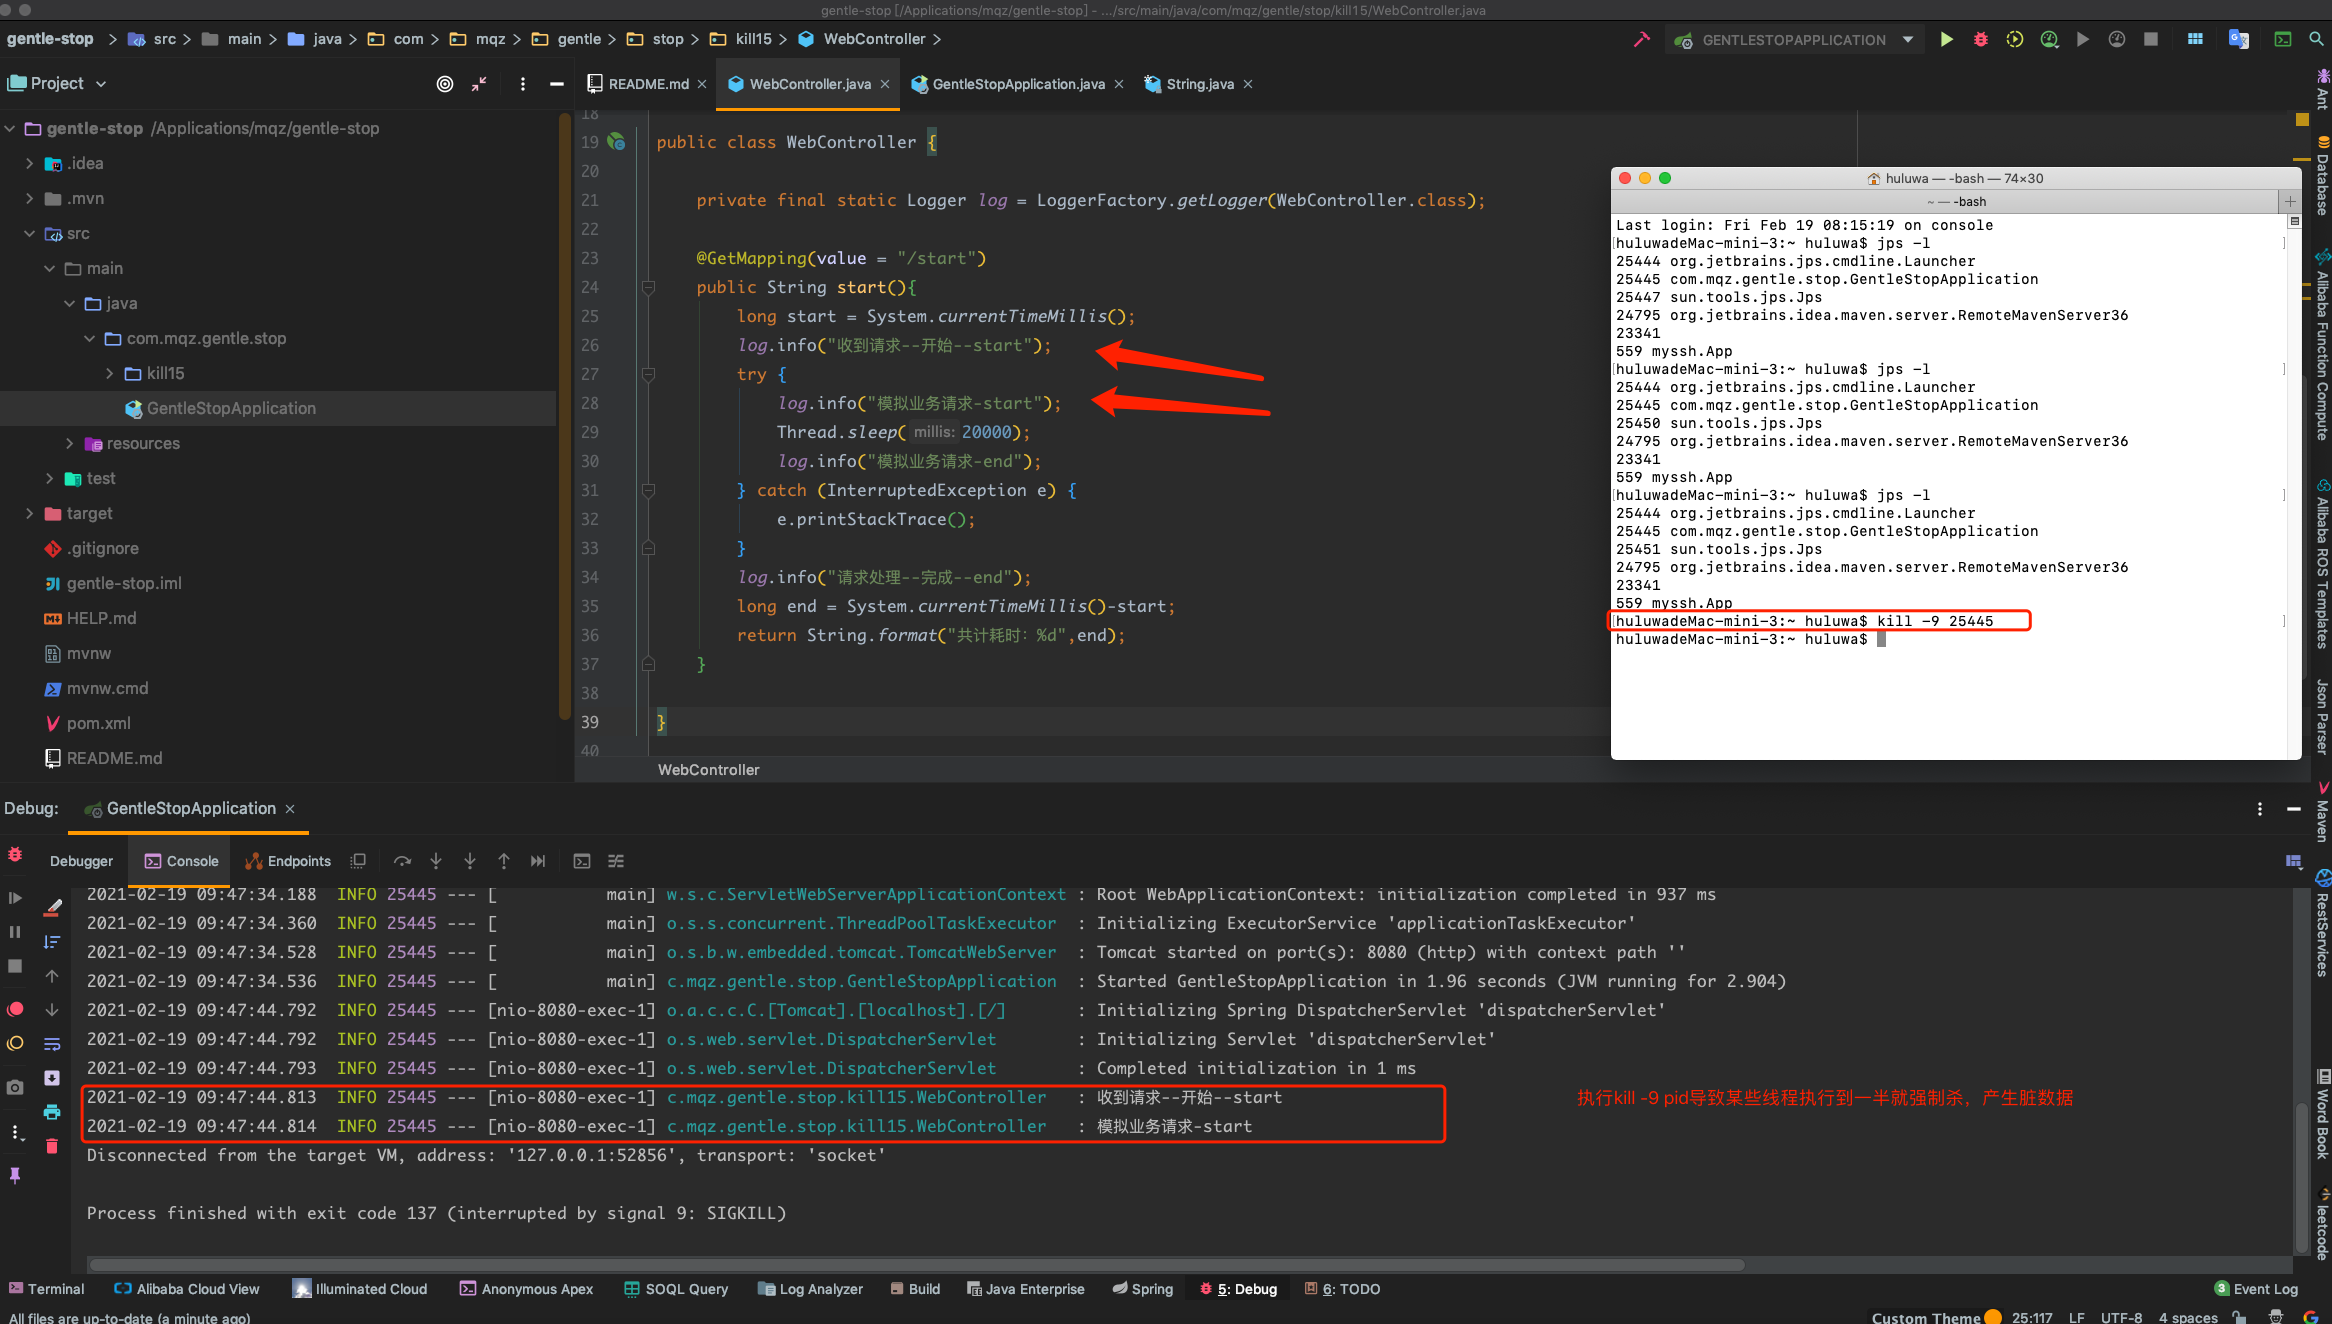 gentle-stop [/Applications/mqz/gentle-stop] – .../src/main/java/com/mqz/gentle/stop/kill15/WebController.java
gentle-stop > src > main > java > com > mqz > gentle > stop > kill15 > WebController >
GENTLESTOPAPPLICATION
Project
README.md ×
WebController.java ×
GentleStopApplication.java ×
String.java ×
gentle-stop /Applications/mqz/gentle-stop
.idea
.mvn
src
main
java
com.mqz.gentle.stop
kill15
GentleStopApplication
resources
test
target
.gitignore
gentle-stop.iml
HELP.md
mvnw
mvnw.cmd
pom.xml
README.md
18
19 public class WebController {
20
21 private final static Logger log = LoggerFactory.getLogger(WebController.class);
22
23 @GetMapping(value = "/start")
24 public String start(){
25 long start = System.currentTimeMillis();
26 log.info("收到请求--开始--start");
27 try {
28 log.info("模拟业务请求-start");
29 Thread.sleep( millis: 20000);
30 log.info("模拟业务请求-end");
31 } catch (InterruptedException e) {
32 e.printStackTrace();
33 }
34 log.info("请求处理--完成--end");
35 long end = System.currentTimeMillis()-start;
36 return String.format("共计耗时: %d",end);
37 }
38
39 }
40
WebController
huluwa — -bash — 74×30
~ — -bash
Last login: Fri Feb 19 08:15:19 on console
[huluwadeMac-mini-3:~ huluwa$ jps -l ]
25444 org.jetbrains.jps.cmdline.Launcher
25445 com.mqz.gentle.stop.GentleStopApplication
25447 sun.tools.jps.Jps
24795 org.jetbrains.idea.maven.server.RemoteMavenServer36
23341
559 myssh.App
[huluwadeMac-mini-3:~ huluwa$ jps -l ]
25444 org.jetbrains.jps.cmdline.Launcher
25445 com.mqz.gentle.stop.GentleStopApplication
25450 sun.tools.jps.Jps
24795 org.jetbrains.idea.maven.server.RemoteMavenServer36
23341
559 myssh.App
[huluwadeMac-mini-3:~ huluwa$ jps -l ]
25444 org.jetbrains.jps.cmdline.Launcher
25445 com.mqz.gentle.stop.GentleStopApplication
25451 sun.tools.jps.Jps
24795 org.jetbrains.idea.maven.server.RemoteMavenServer36
23341
559 myssh.App
[huluwadeMac-mini-3:~ huluwa$ kill -9 25445 ]
huluwadeMac-mini-3:~ huluwa$
Ant
Database
Alibaba Function Compute
Alibaba ROS Templates
Json Parser
Maven
RestServices
Word Book
leetcode
Debug: GentleStopApplication ×
Debugger
Console
Endpoints
2021-02-19 09:47:34.188 INFO 25445 --- [ main] w.s.c.ServletWebServerApplicationContext : Root WebApplicationContext: initialization completed in 937 ms
2021-02-19 09:47:34.360 INFO 25445 --- [ main] o.s.s.concurrent.ThreadPoolTaskExecutor : Initializing ExecutorService 'applicationTaskExecutor'
2021-02-19 09:47:34.528 INFO 25445 --- [ main] o.s.b.w.embedded.tomcat.TomcatWebServer : Tomcat started on port(s): 8080 (http) with context path ''
2021-02-19 09:47:34.536 INFO 25445 --- [ main] c.mqz.gentle.stop.GentleStopApplication : Started GentleStopApplication in 1.96 seconds (JVM running for 2.904)
2021-02-19 09:47:44.792 INFO 25445 --- [nio-8080-exec-1] o.a.c.c.C.[Tomcat].[localhost].[/] : Initializing Spring DispatcherServlet 'dispatcherServlet'
2021-02-19 09:47:44.792 INFO 25445 --- [nio-8080-exec-1] o.s.web.servlet.DispatcherServlet : Initializing Servlet 'dispatcherServlet'
2021-02-19 09:47:44.793 INFO 25445 --- [nio-8080-exec-1] o.s.web.servlet.DispatcherServlet : Completed initialization in 1 ms
2021-02-19 09:47:44.813 INFO 25445 --- [nio-8080-exec-1] c.mqz.gentle.stop.kill15.WebController : 收到请求--开始--start
2021-02-19 09:47:44.814 INFO 25445 --- [nio-8080-exec-1] c.mqz.gentle.stop.kill15.WebController : 模拟业务请求-start
执行kill -9 pid导致某些线程执行到一半就强制杀，产生脏数据
Disconnected from the target VM, address: '127.0.0.1:52856', transport: 'socket'
Process finished with exit code 137 (interrupted by signal 9: SIGKILL)
Terminal
Alibaba Cloud View
Illuminated Cloud
Anonymous Apex
SOQL Query
Log Analyzer
Build
Java Enterprise
Spring
5: Debug
6: TODO
3 Event Log
All files are up-to-date (a minute ago)
Custom Theme 25:117 LF UTF-8 4 spaces